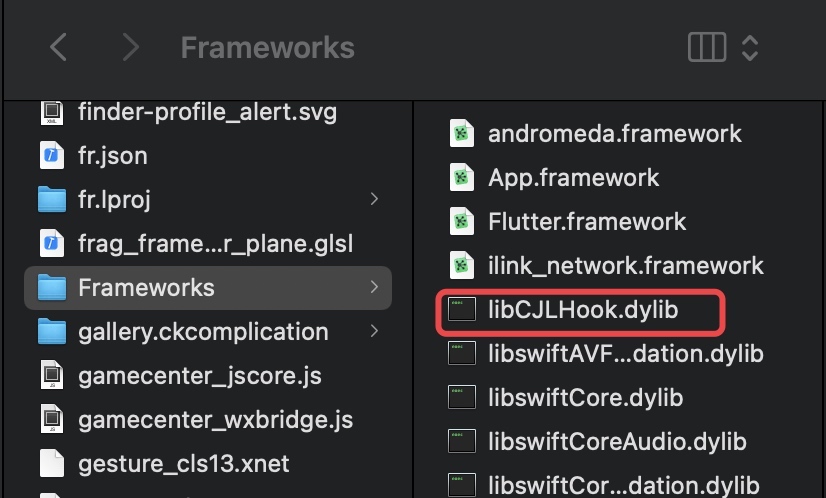 Frameworks
finder-profile_alert.svg
fr.json
fr.lproj
frag_frame...r_plane.glsl
Frameworks
gallery.ckcomplication
gamecenter_jscore.js
gamecenter_wxbridge.js
gesture_cls13.xnet
andromeda.framework
App.framework
Flutter.framework
ilink_network.framework
libCJLHook.dylib
libswiftAVF...dation.dylib
libswiftCore.dylib
libswiftCoreAudio.dylib
libswiftCor...dation.dylib